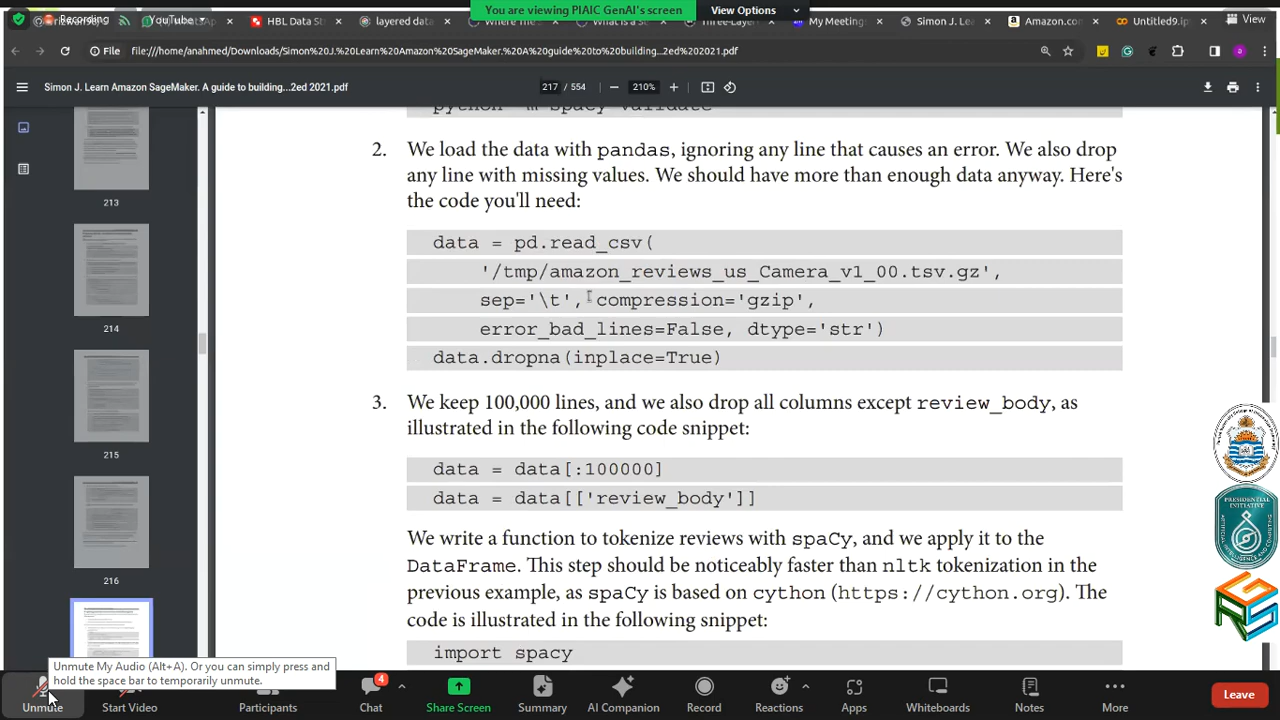 You are viewing PIAIC GenAI's screen
View Options
View
Recording
YouTube
HBL Data St
layered data
Where me
What is a
Three-Layers
My Meeting
Simon J. Le
Amazon.co
Untitled9.ip
File
file:///home/anahmed/Downloads/Simon%20J.%20Learn%20Amazon%20SageMaker.%20A%20guide%20to%20building...2ed%202021.pdf
Simon J. Learn Amazon SageMaker. A guide to building...2ed 2021.pdf
217 / 554
210%
python -m spacy validate
2. We load the data with pandas, ignoring any line that causes an error. We also drop
any line with missing values. We should have more than enough data anyway. Here's
the code you'll need:
data = pd.read_csv(
'/tmp/amazon_reviews_us_Camera_v1_00.tsv.gz',
sep='\t', compression='gzip',
error_bad_lines=False, dtype='str')
data.dropna(inplace=True)
3. We keep 100,000 lines, and we also drop all columns except review_body, as
illustrated in the following code snippet:
data = data[:100000]
data = data[['review_body']]
We write a function to tokenize reviews with spaCy, and we apply it to the
DataFrame. This step should be noticeably faster than nltk tokenization in the
previous example, as spaCy is based on cython (https://cython.org). The
code is illustrated in the following snippet:
import spacy
213
214
215
216
Unmute My Audio (Alt+A). Or you can simply press and
hold the space bar to temporarily unmute.
Unmute
Start Video
Participants
4
Chat
Share Screen
Summary
AI Companion
Record
Reactions
Apps
Whiteboards
Notes
More
Leave